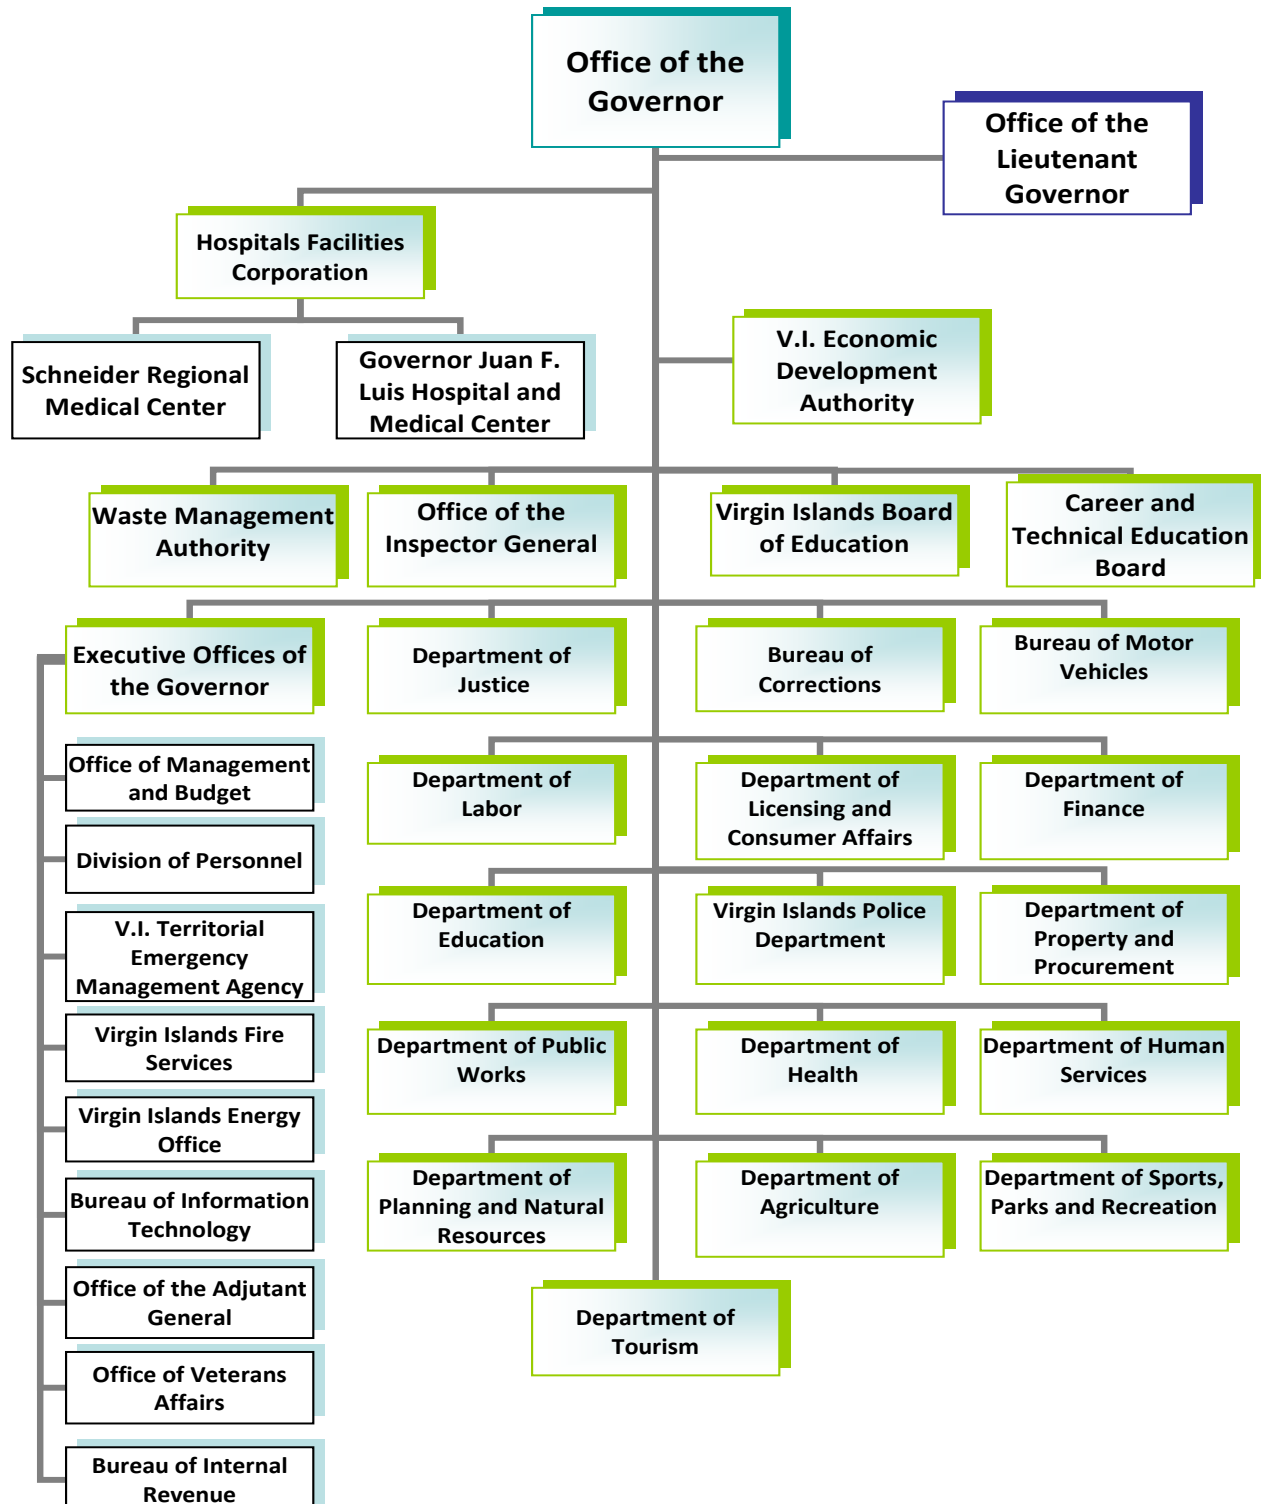 Office of the
Governor
Office of the
Lieutenant
Governor
Hospitals Facilities
Corporation
Schneider Regional
Medical Center
Governor Juan F.
Luis Hospital and
Medical Center
V.I. Economic
Development
Authority
Waste Management
Authority
Office of the
Inspector General
Virgin Islands Board
of Education
Career and
Technical Education
Board
Executive Offices of
the Governor
Department of
Justice
Bureau of
Corrections
Bureau of Motor
Vehicles
Office of Management
and Budget
Division of Personnel
V.I. Territorial
Emergency
Management Agency
Virgin Islands Fire
Services
Virgin Islands Energy
Office
Bureau of Information
Technology
Office of the Adjutant
General
Office of Veterans
Affairs
Bureau of Internal
Revenue
Department of
Labor
Department of
Licensing and
Consumer Affairs
Department of
Finance
Department of
Education
Virgin Islands Police
Department
Department of
Property and
Procurement
Department of Public
Works
Department of
Health
Department of Human
Services
Department of
Planning and Natural
Resources
Department of
Agriculture
Department of Sports,
Parks and Recreation
Department of
Tourism